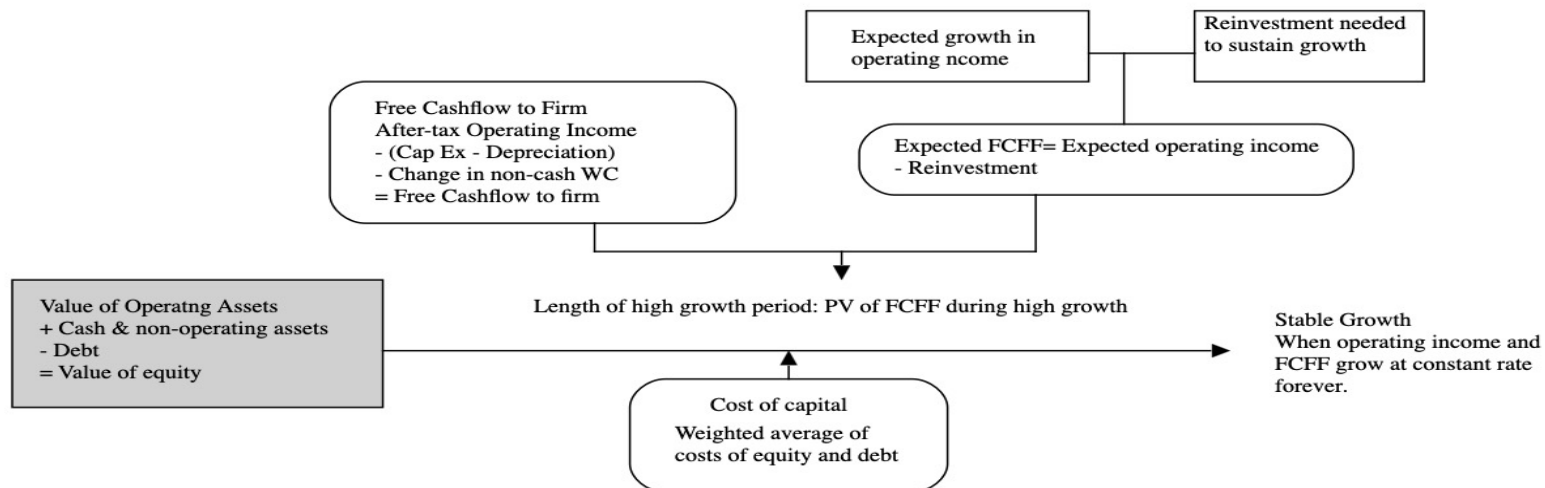 Expected growth in
operating ncome
Reinvestment needed
to sustain growth
Free Cashflow to Firm
After-tax Operating Income
- (Cap Ex - Depreciation)
- Change in non-cash WC
= Free Cashflow to firm
Expected FCFF= Expected operating income
- Reinvestment
Value of Operatng Assets
+ Cash & non-operating assets
- Debt
= Value of equity
Length of high growth period: PV of FCFF during high growth
Stable Growth
When operating income and
FCFF grow at constant rate
forever.
Cost of capital
Weighted average of
costs of equity and debt